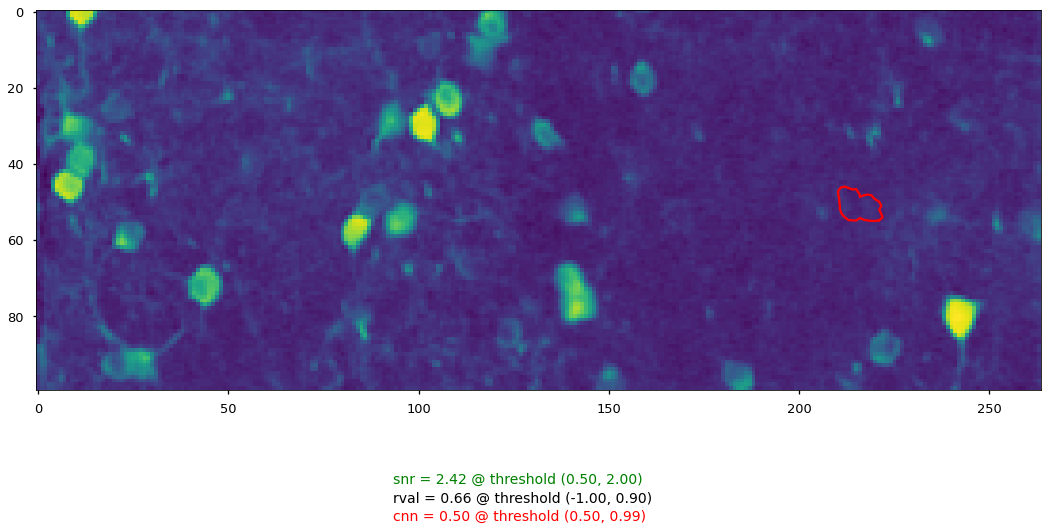 0
20
40
60
80
0 50 100 150 200 250
snr = 2.42 @ threshold (0.50, 2.00)
rval = 0.66 @ threshold (-1.00, 0.90)
cnn = 0.50 @ threshold (0.50, 0.99)